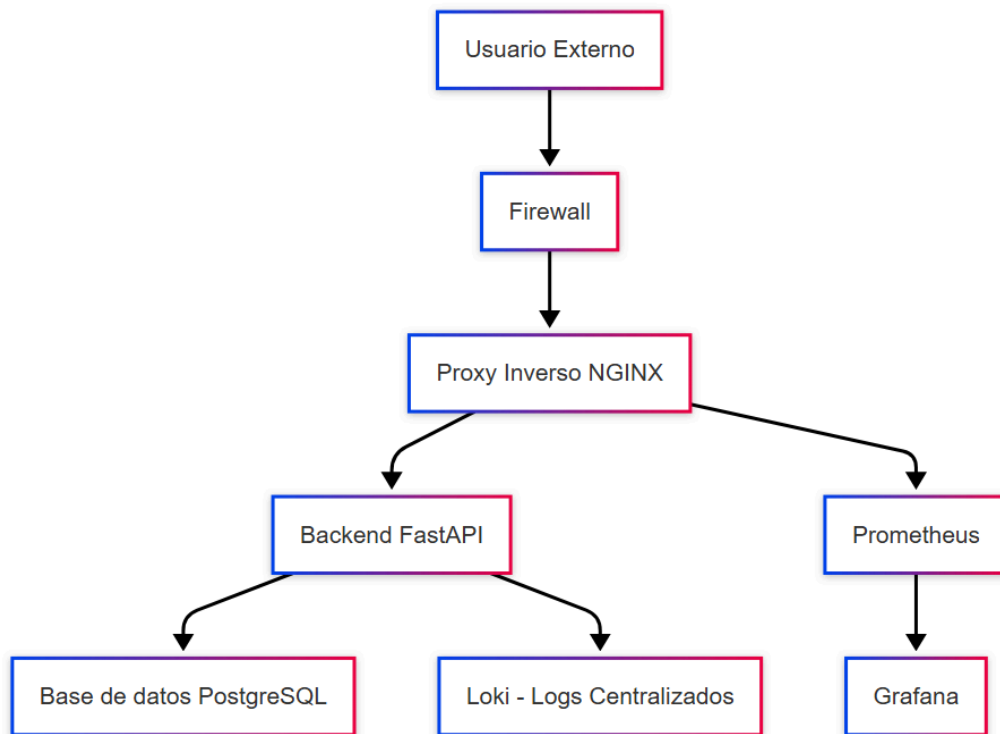 Usuario Externo
Firewall
Proxy Inverso NGINX
Backend FastAPI
Prometheus
Base de datos PostgreSQL
Loki - Logs Centralizados
Grafana